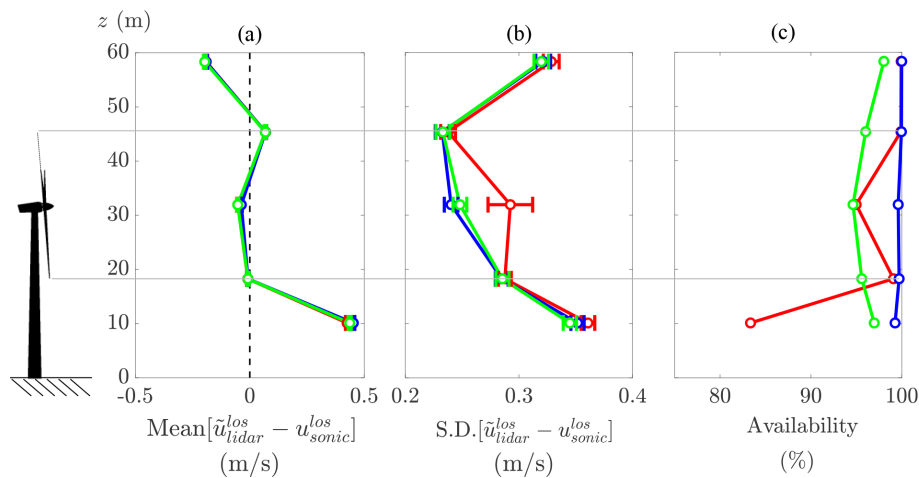 z (m)
(a) (b) (c)
60
50
40
30
20
10
0
-0.5 0 0.5 0.2 0.3 0.4 80 90 100
Mean[ũ^{los}_{lidar} − u^{los}_{sonic}] S.D.[ũ^{los}_{lidar} − u^{los}_{sonic}] Availability
(m/s) (m/s) (%)